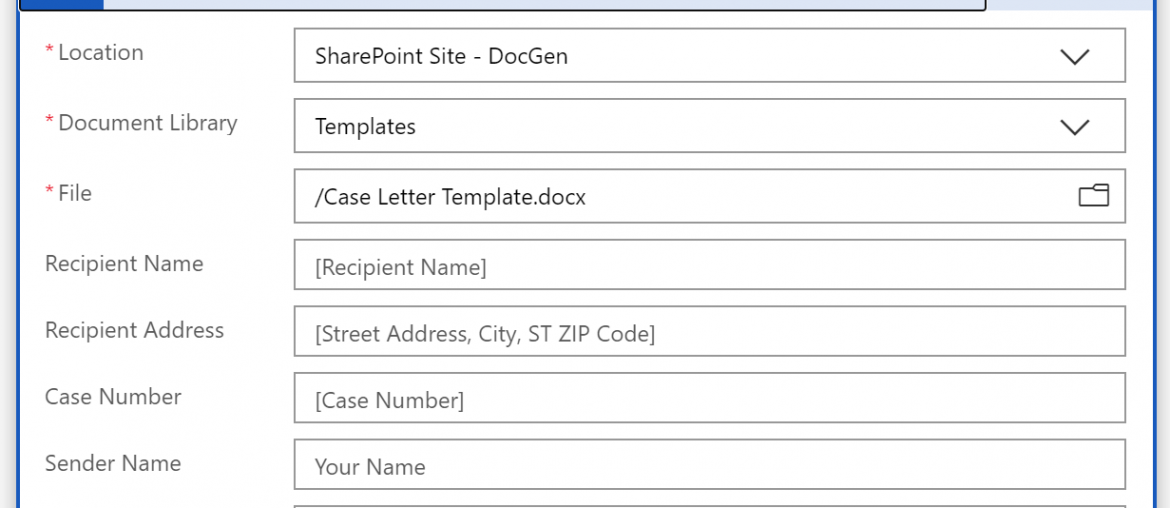 * Location
SharePoint Site - DocGen
* Document Library
Templates
* File
/Case Letter Template.docx
Recipient Name
[Recipient Name]
Recipient Address
[Street Address, City, ST ZIP Code]
Case Number
[Case Number]
Sender Name
Your Name